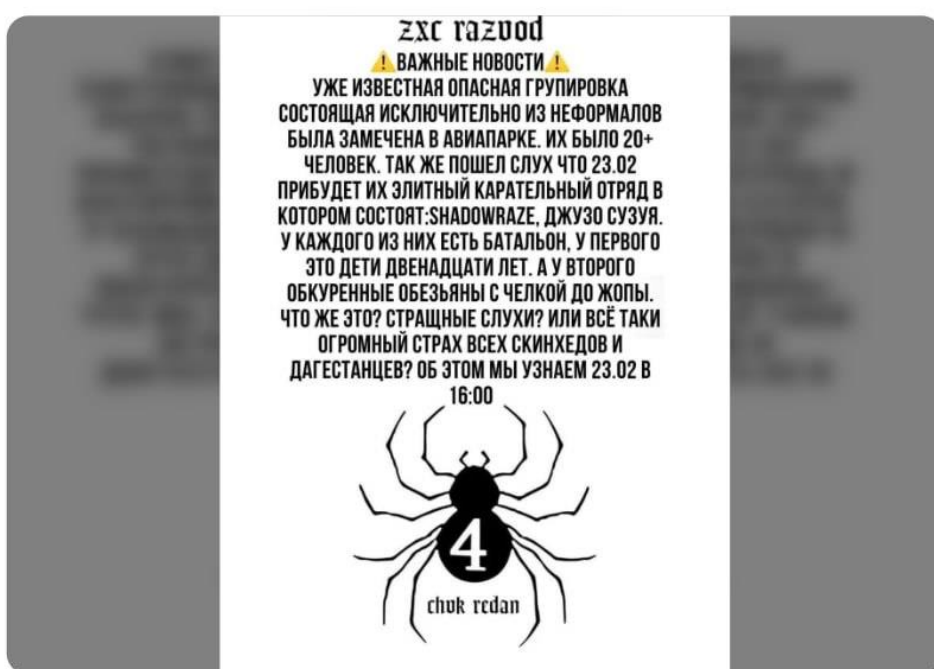 zxc razvod
⚠️ВАЖНЫЕ НОВОСТИ⚠️
УЖЕ ИЗВЕСТНАЯ ОПАСНАЯ ГРУПИРОВКА
СОСТОЯЩАЯ ИСКЛЮЧИТЕЛЬНО ИЗ НЕФОРМАЛОВ
БЫЛА ЗАМЕЧЕНА В АВИАПАРКЕ. ИХ БЫЛО 20+
ЧЕЛОВЕК. ТАК ЖЕ ПОШЕЛ СЛУХ ЧТО 23.02
ПРИБУДЕТ ИХ ЭЛИТНЫЙ КАРАТЕЛЬНЫЙ ОТРЯД В
КОТОРОМ СОСТОЯТ:SHADOWRAZE, ДЖУЗО СУЗУЯ.
У КАЖДОГО ИЗ НИХ ЕСТЬ БАТАЛЬОН, У ПЕРВОГО
ЭТО ДЕТИ ДВЕНАДЦАТИ ЛЕТ. А У ВТОРОГО
ОБКУРЕННЫЕ ОБЕЗЬЯНЫ С ЧЕЛКОЙ ДО ЖОПЫ.
ЧТО ЖЕ ЭТО? СТРАЩНЫЕ СЛУХИ? ИЛИ ВСЁ ТАКИ
ОГРОМНЫЙ СТРАХ ВСЕХ СКИНХЕДОВ И
ДАГЕСТАНЦЕВ? ОБ ЭТОМ МЫ УЗНАЕМ 23.02 В
16:00
4
chvk redan